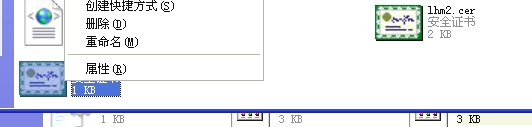 创建快捷方式(S)
删除(D)
重命名(M)
属性(R)
lhm2.cer
安全证书
2 KB
1 KB
1 KB
3 KB
3 KB